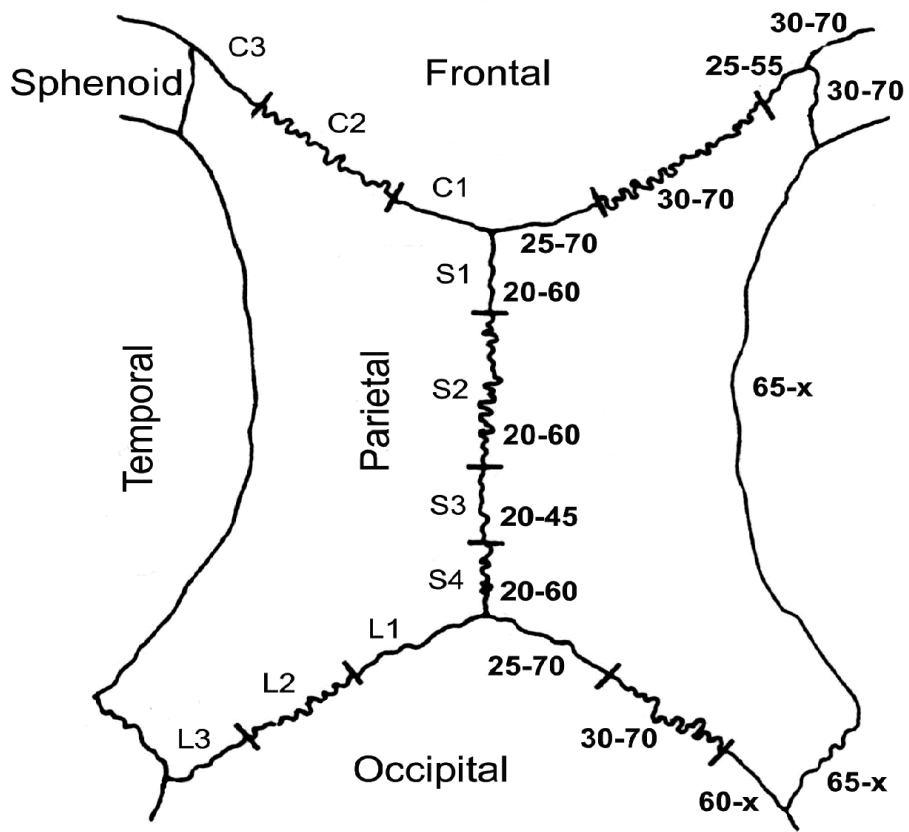 30-70
C3
Frontal
25-55
Sphenoid
30-70
C2
C1
30-70
25-70
S1
20-60
Temporal
Parietal
S2
65-x
20-60
S3
20-45
S4
20-60
L1
25-70
L2
L3
30-70
Occipital
65-x
60-x